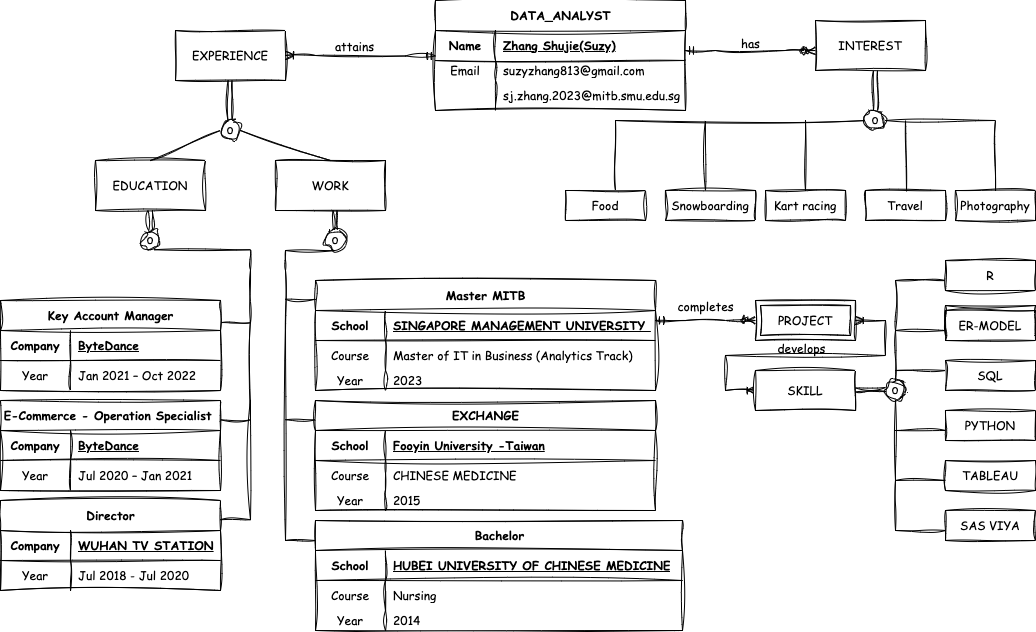 DATA_ANALYST
Name Zhang Shujie(Suzy)
Email suzyzhang813@gmail.com
sj.zhang.2023@mitb.smu.edu.sg
EXPERIENCE
attains
has
INTEREST
EDUCATION
WORK
O
O
O
O
Food
Snowboarding
Kart racing
Travel
Photography
Key Account Manager
Company ByteDance
Year Jan 2021 – Oct 2022
E-Commerce - Operation Specialist
Company ByteDance
Year Jul 2020 – Jan 2021
Director
Company WUHAN TV STATION
Year Jul 2018 - Jul 2020
Master MITB
School SINGAPORE MANAGEMENT UNIVERSITY
Course Master of IT in Business (Analytics Track)
Year 2023
EXCHANGE
School Fooyin University -Taiwan
Course CHINESE MEDICINE
Year 2015
Bachelor
School HUBEI UNIVERSITY OF CHINESE MEDICINE
Course Nursing
Year 2014
completes
PROJECT
develops
SKILL
O
R
ER-MODEL
SQL
PYTHON
TABLEAU
SAS VIYA